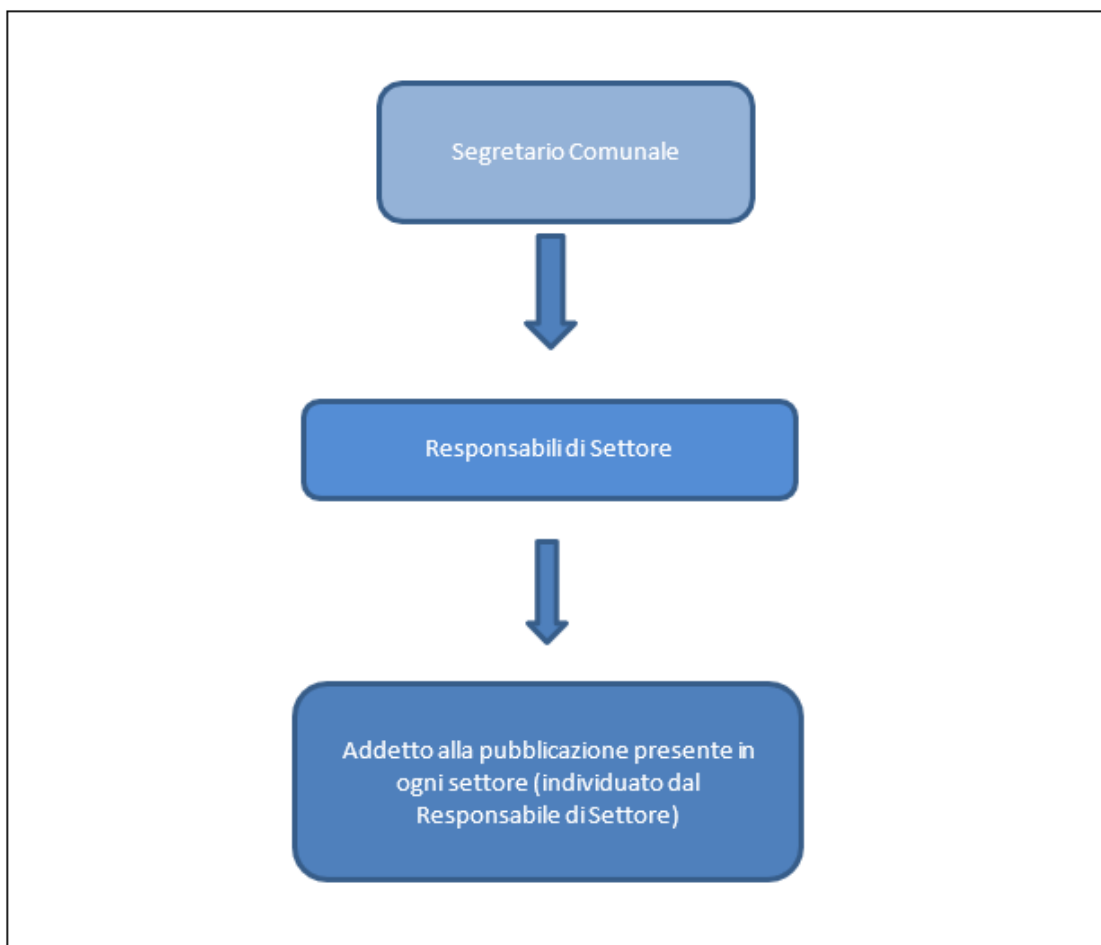 Segretario Comunale
Responsabili di Settore
Addetto alla pubblicazione presente in
ogni settore (individuato dal
Responsabile di Settore)